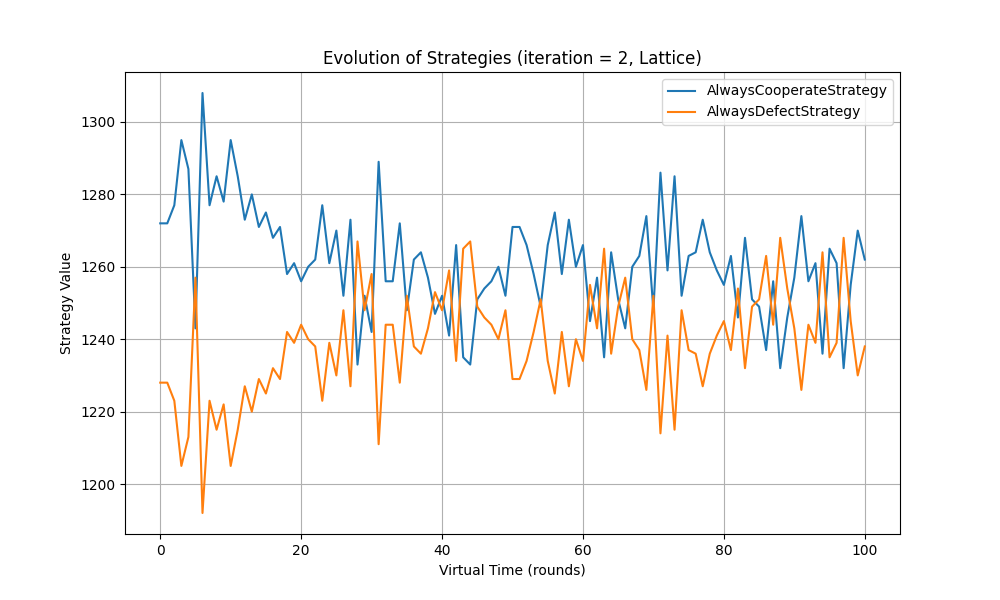 Evolution of Strategies (iteration = 2, Lattice)
AlwaysCooperateStrategy
AlwaysDefectStrategy
Strategy Value
1300
1280
1260
1240
1220
1200
0 20 40 60 80 100
Virtual Time (rounds)